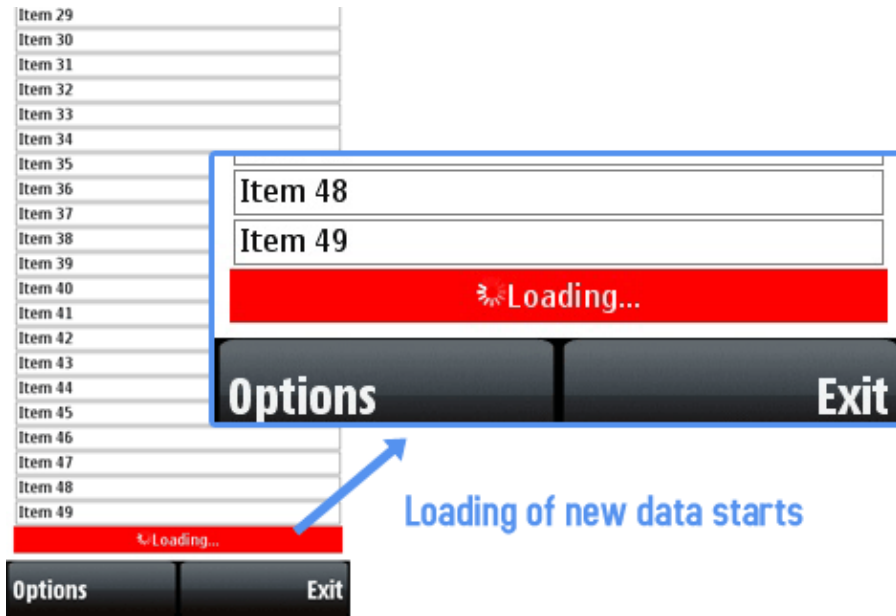 Item 29
Item 30
Item 31
Item 32
Item 33
Item 34
Item 35
Item 36
Item 37
Item 38
Item 39
Item 40
Item 41
Item 42
Item 43
Item 44
Item 45
Item 46
Item 47
Item 48
Item 49
Loading...
Options Exit
Item 48
Item 49
Loading...
Options Exit
Loading of new data starts